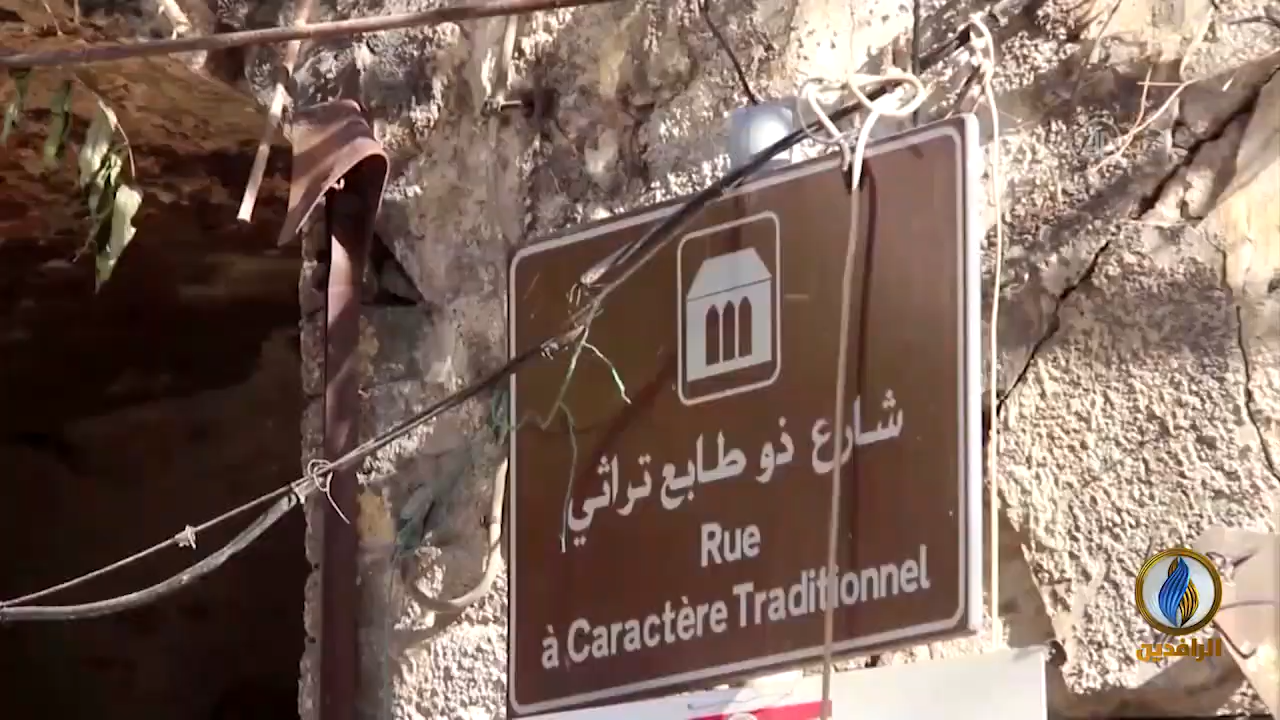 شارع ذو طابع تراثي
Rue
à Caractère Traditionnel
الرافدين